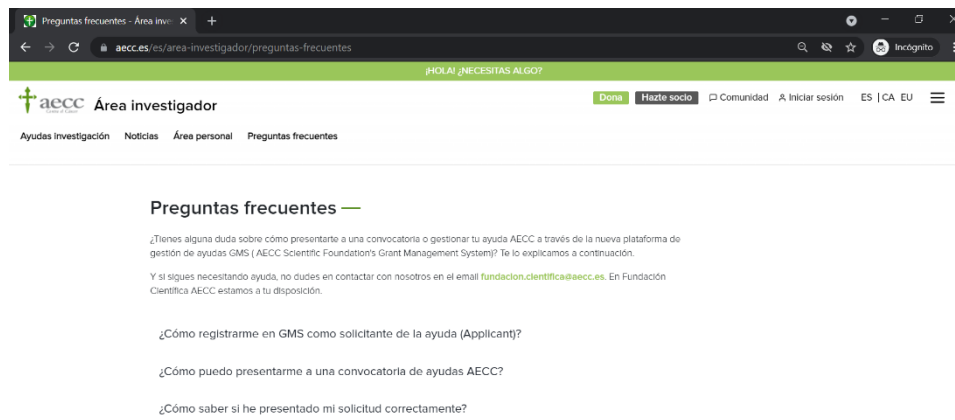 Preguntas frecuentes - Área inve
aecc.es/es/area-investigador/preguntas-frecuentes
Incógnito
¡HOLA! ¿NECESITAS ALGO?
aecc Área investigador
Dona Hazte socio Comunidad Iniciar sesión ES | CA EU
Ayudas investigación Noticias Área personal Preguntas frecuentes
Preguntas frecuentes
¿Tienes alguna duda sobre cómo presentarte a una convocatoria o gestionar tu ayuda AECC a través de la nueva plataforma de
gestión de ayudas GMS ( AECC Scientific Foundation's Grant Management System)? Te lo explicamos a continuación.
Y si sigues necesitando ayuda, no dudes en contactar con nosotros en el email fundacion.cientifica@aecc.es. En Fundación
Científica AECC estamos a tu disposición.
¿Cómo registrarme en GMS como solicitante de la ayuda (Applicant)?
¿Cómo puedo presentarme a una convocatoria de ayudas AECC?
¿Cómo saber si he presentado mi solicitud correctamente?